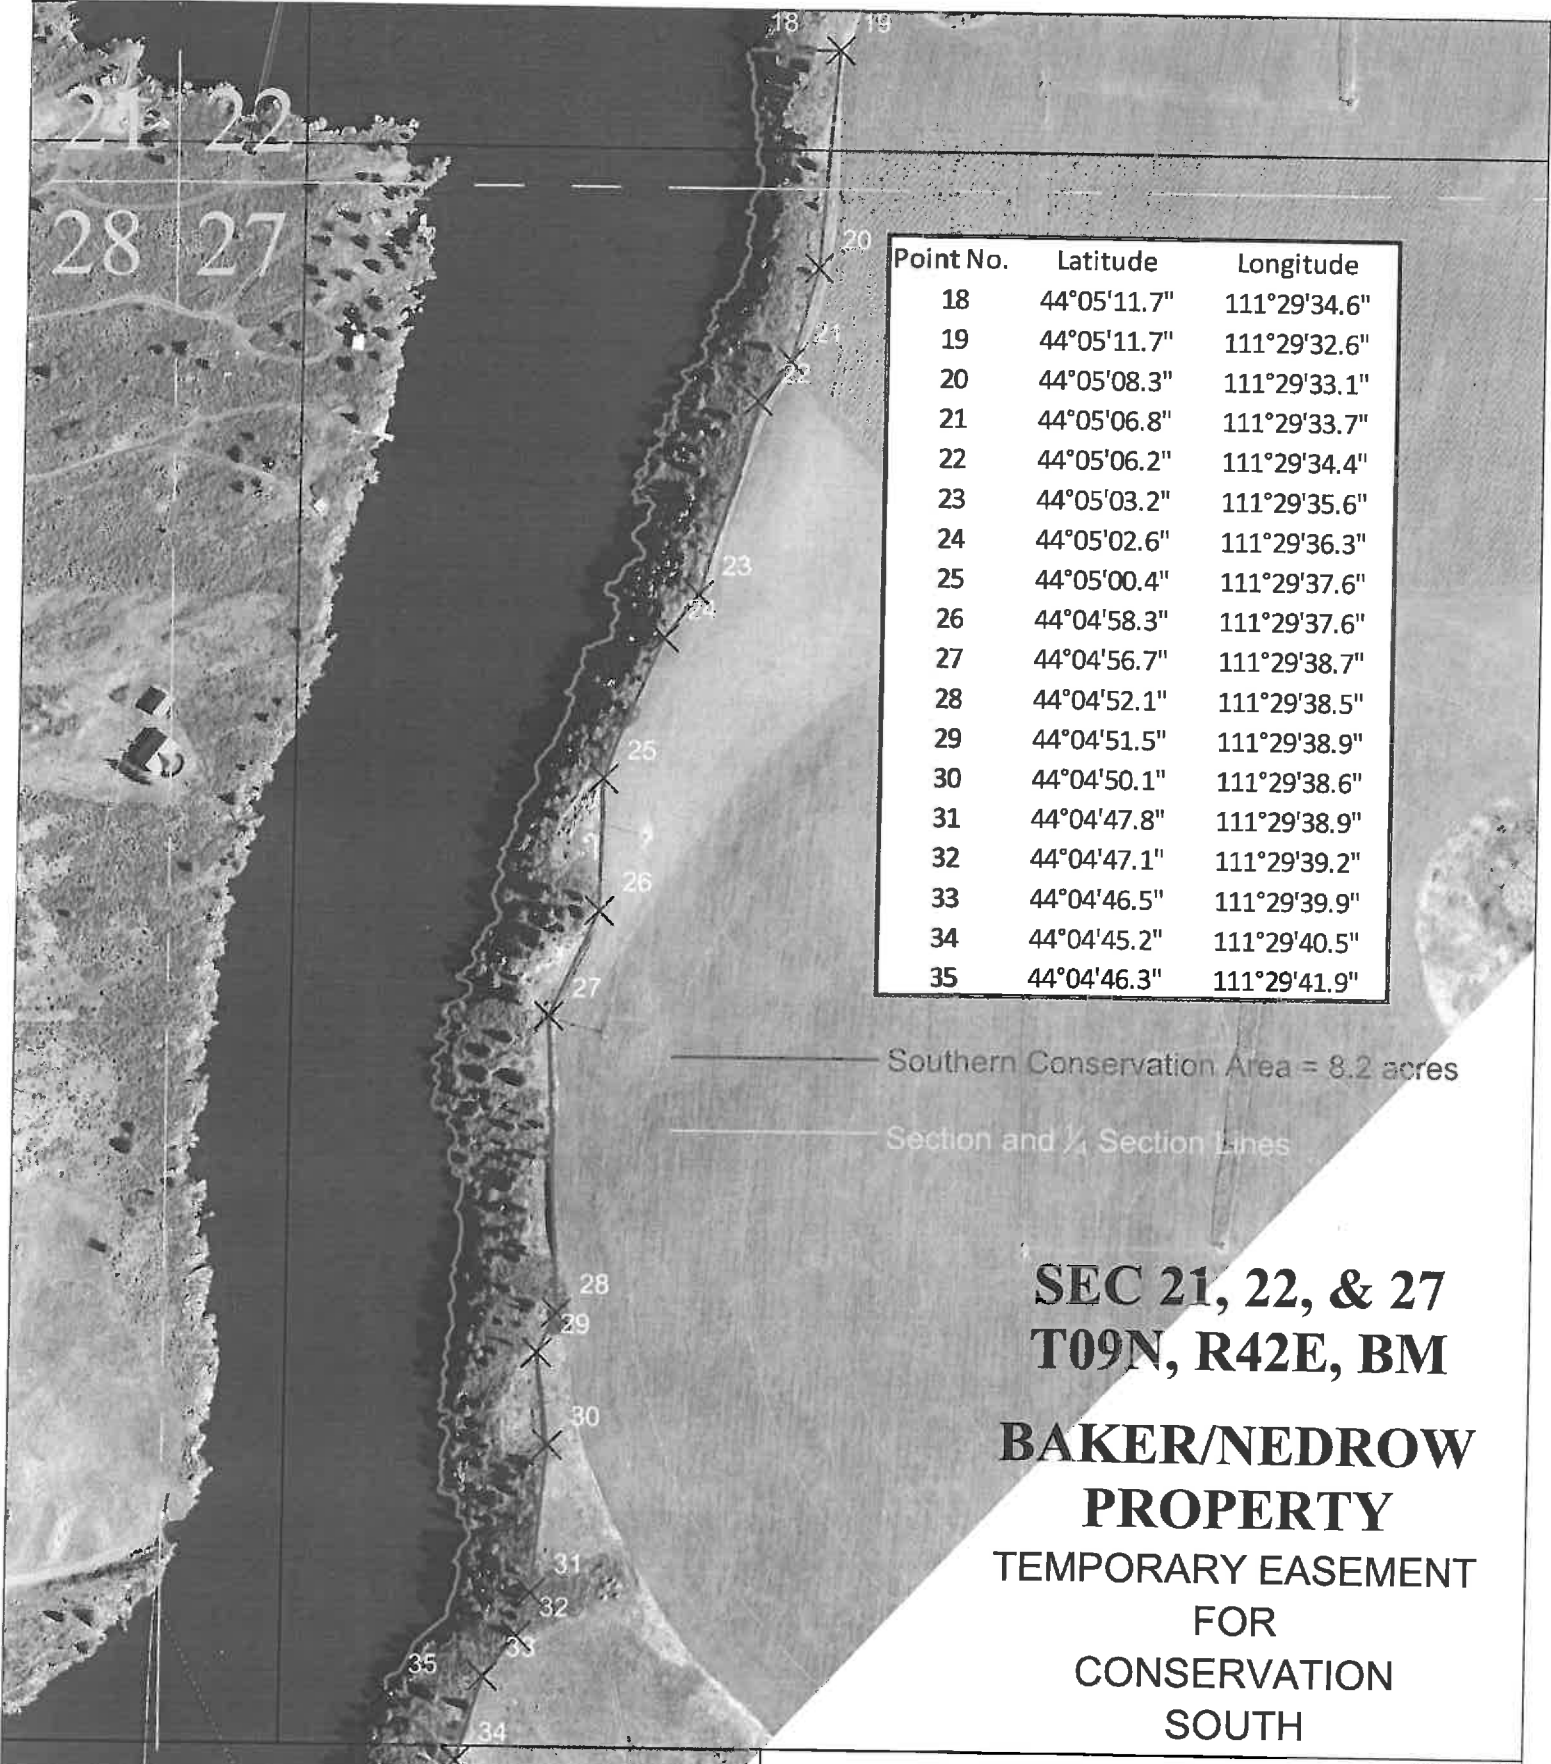 18 19
21 22
28 27
20
21
22
23
24
25
26
27
28
29
30
31
32
33
35
34
Point No. Latitude Longitude
18 44°05'11.7" 111°29'34.6"
19 44°05'11.7" 111°29'32.6"
20 44°05'08.3" 111°29'33.1"
21 44°05'06.8" 111°29'33.7"
22 44°05'06.2" 111°29'34.4"
23 44°05'03.2" 111°29'35.6"
24 44°05'02.6" 111°29'36.3"
25 44°05'00.4" 111°29'37.6"
26 44°04'58.3" 111°29'37.6"
27 44°04'56.7" 111°29'38.7"
28 44°04'52.1" 111°29'38.5"
29 44°04'51.5" 111°29'38.9"
30 44°04'50.1" 111°29'38.6"
31 44°04'47.8" 111°29'38.9"
32 44°04'47.1" 111°29'39.2"
33 44°04'46.5" 111°29'39.9"
34 44°04'45.2" 111°29'40.5"
35 44°04'46.3" 111°29'41.9"
Southern Conservation Area = 8.2 acres
Section and ¼ Section Lines
SEC 21, 22, & 27
T09N, R42E, BM
BAKER/NEDROW
PROPERTY
TEMPORARY EASEMENT
FOR
CONSERVATION
SOUTH